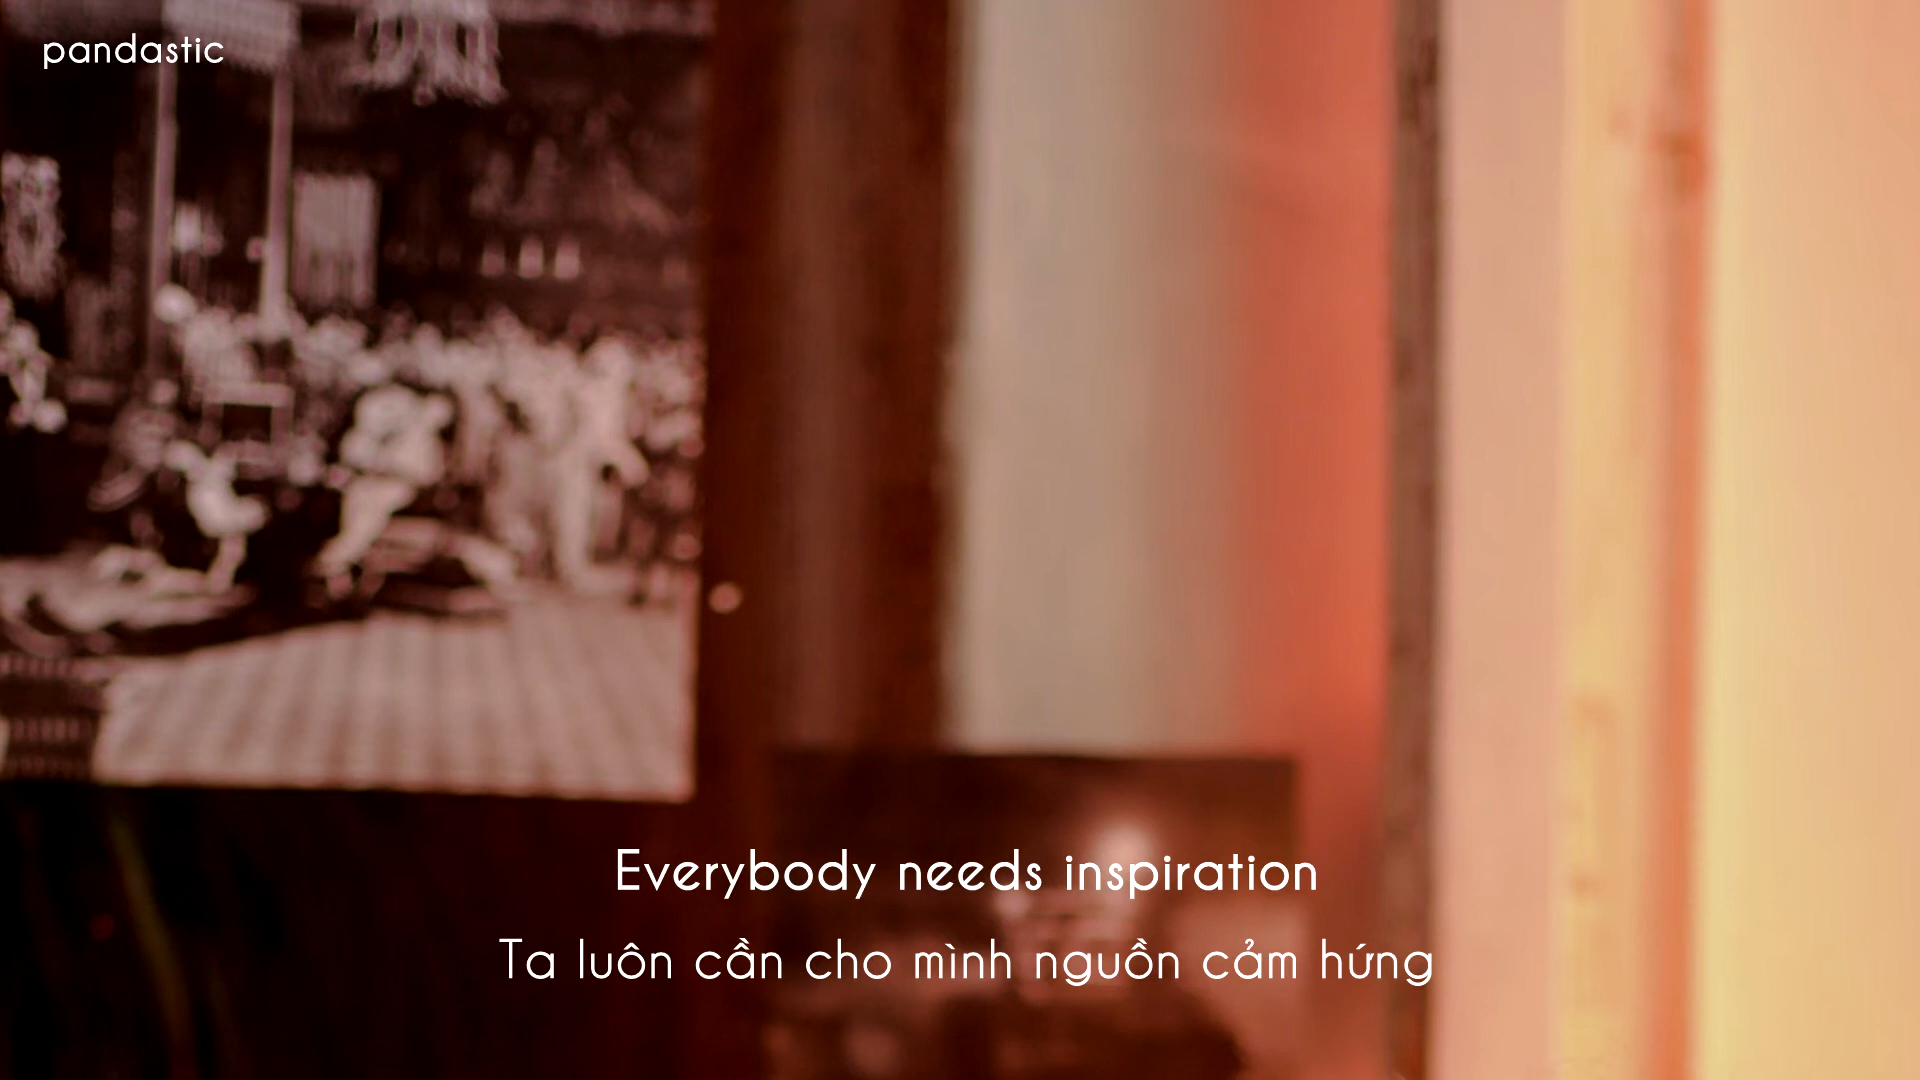 pandastic
Everybody needs inspiration
Ta luôn cần cho mình nguồn cảm hứng